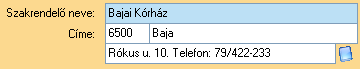 Szakrendelő neve: Bajai Kórház
Címe: 6500 Baja
Rókus u. 10. Telefon: 79/422-233